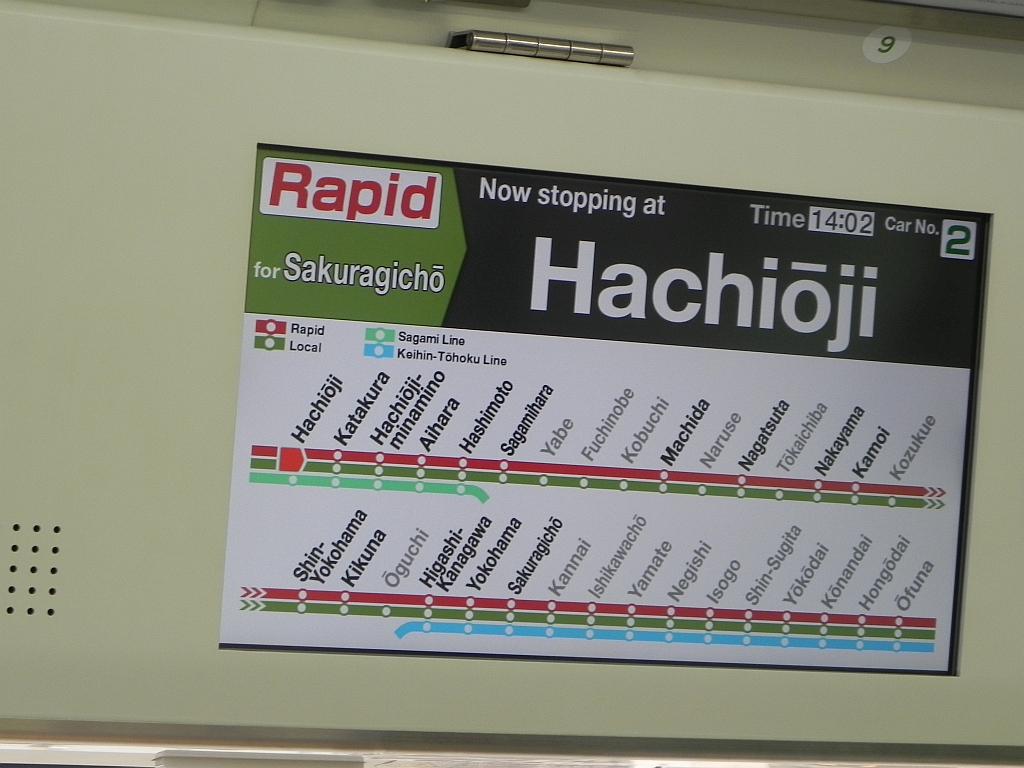 9
Rapid
for Sakuragichō
Now stopping at
Time 14:02 Car No. 2
Hachiōji
Rapid
Local
Sagami Line
Keihin-Tōhoku Line
Hachiōji
Katakura
Hachiōji-
minamino
Aihara
Hashimoto
Sagamihara
Yabe
Fuchinobe
Kobuchi
Machida
Naruse
Nagatsuta
Tōkaichiba
Nakayama
Kamoi
Kozukue
Shin-
Yokohama
Kikuna
Ōguchi
Higashi-
Kanagawa
Yokohama
Sakuragichō
Kannai
Ishikawachō
Yamate
Negishi
Isogo
Shin-Sugita
Yōkōdai
Kōnandai
Hongōdai
Ōfuna